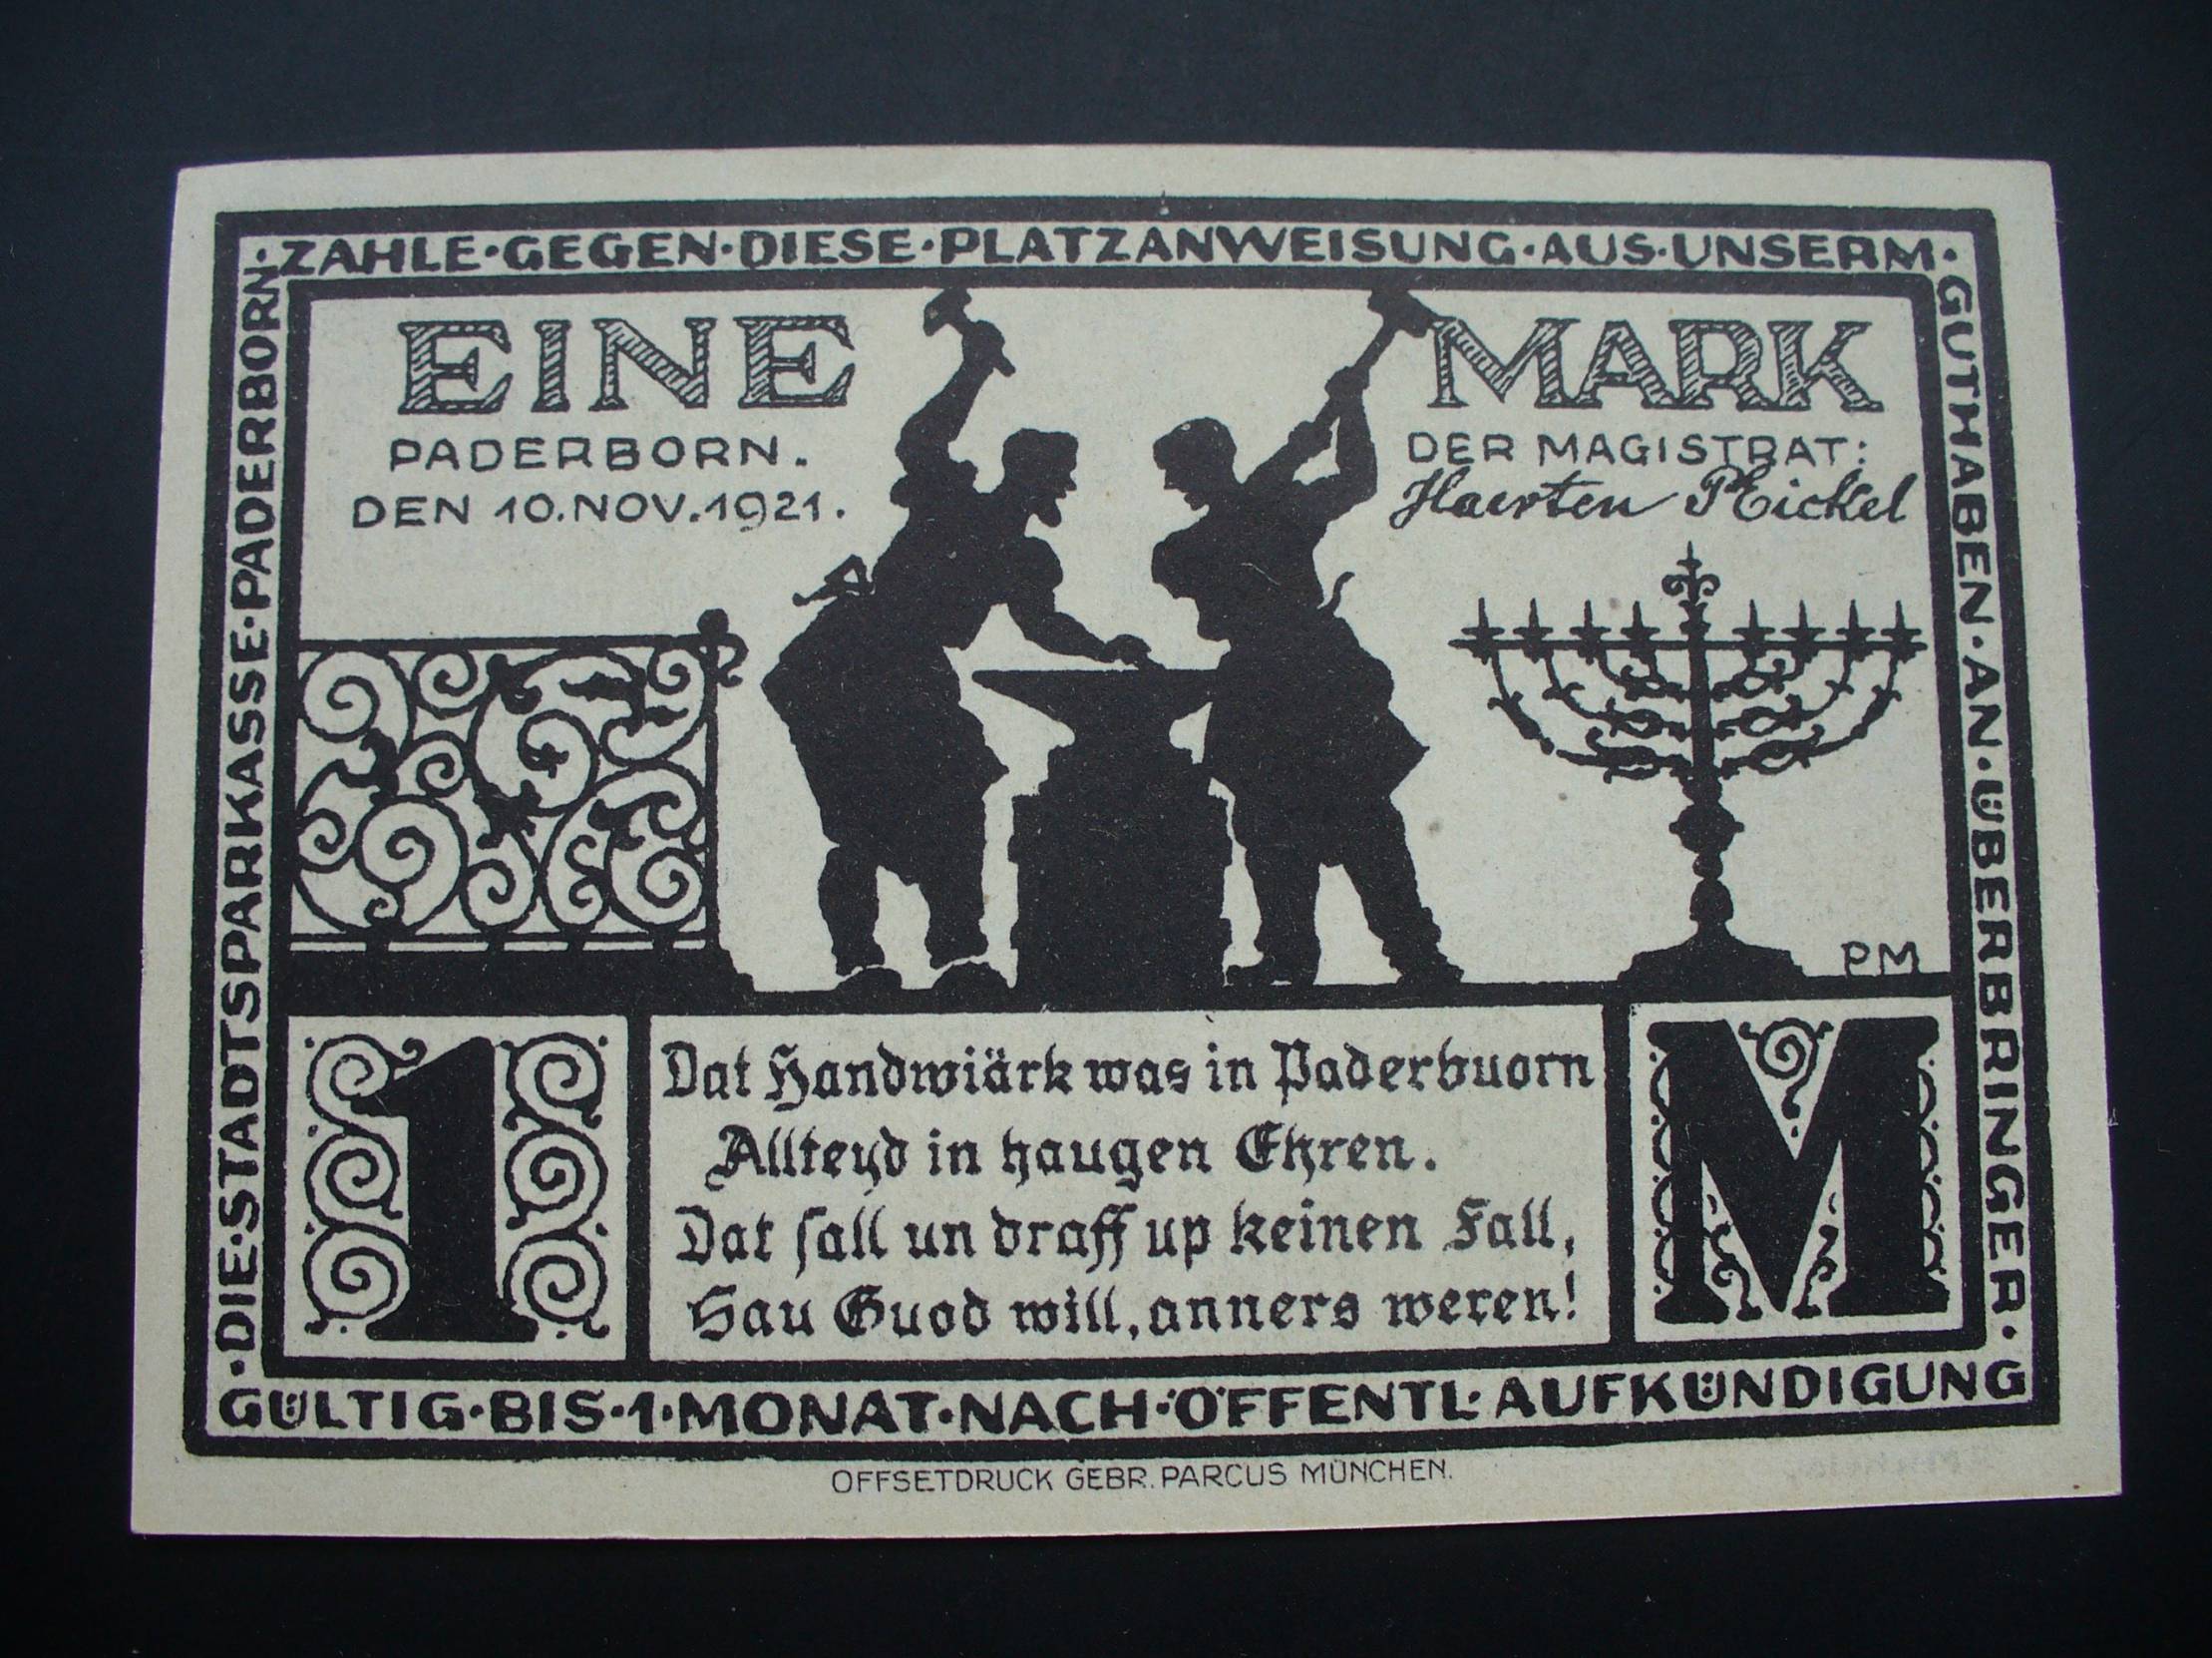 ·DIE·STADTSPARKASSE·PADERBORN·
ZAHLE·GEGEN·DIESE·PLATZANWEISUNG·AUS·UNSERM·
GUTHABEN·AN·ÜBERBRINGER·
EINE MARK
PADERBORN.
DEN 10.NOV.1921.
DER MAGISTRAT:
Haerten Plickel
PM
1
Dat Handwiärk was in Paderbuorn
Allteyd in haugen Ehren.
Dat sall un draff up keinen Fall,
Sau Guod will, anners weren!
M
GÜLTIG·BIS·1·MONAT·NACH·ÖFFENTL·AUFKÜNDIGUNG
OFFSETDRUCK GEBR. PARCUS MÜNCHEN.